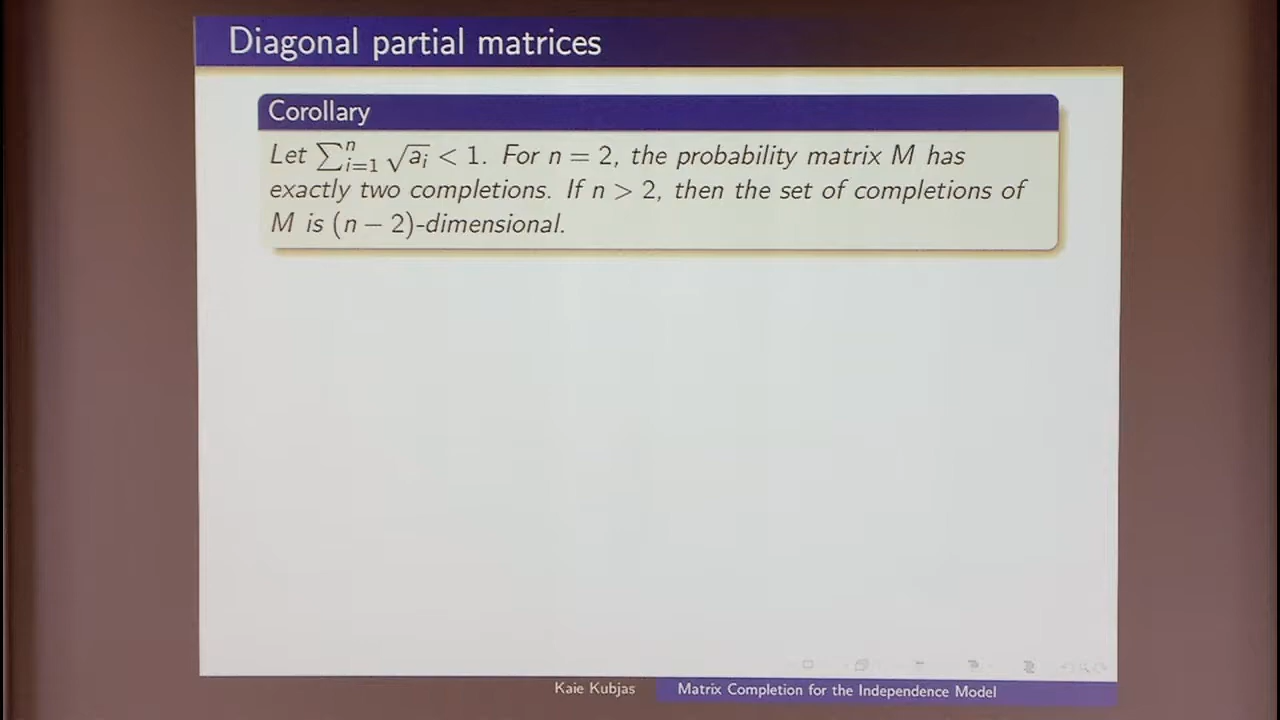 Diagonal partial matrices
Corollary
Let ∑ⁿᵢ₌₁ √aᵢ < 1. For n = 2, the probability matrix M has
exactly two completions. If n > 2, then the set of completions of
M is (n − 2)-dimensional.
Kaie Kubjas
Matrix Completion for the Independence Model